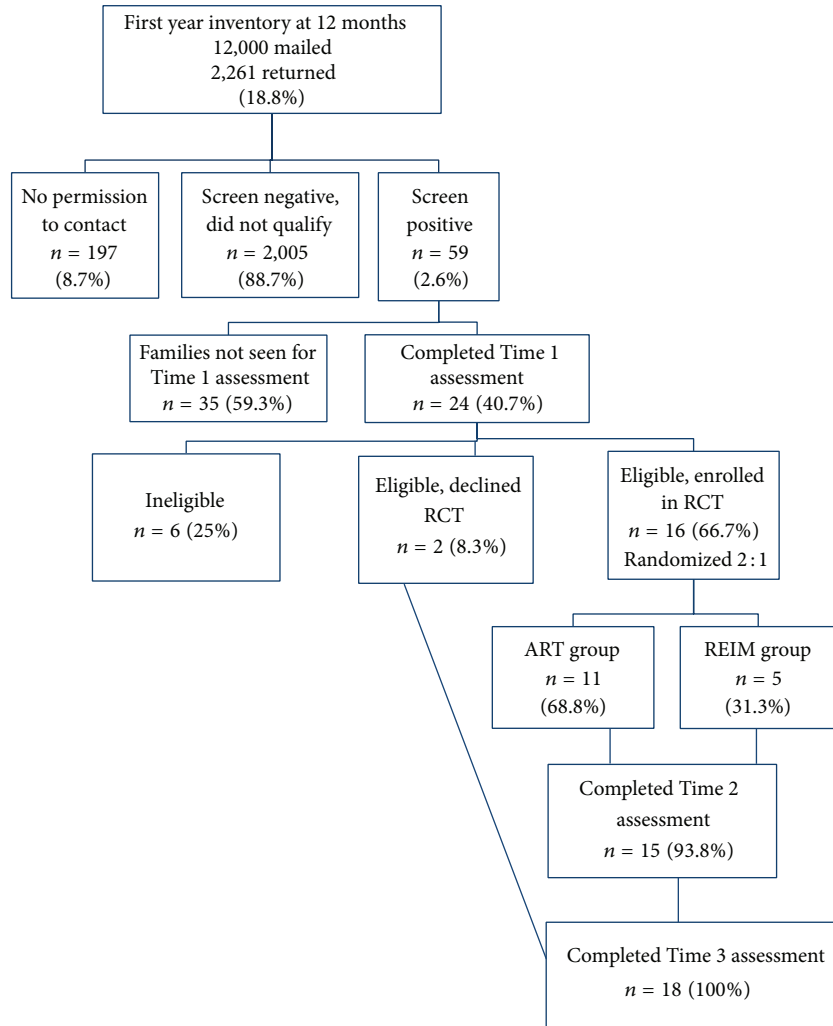 First year inventory at 12 months
12,000 mailed
2,261 returned
(18.8%)
No permission
to contact
n = 197
(8.7%)
Screen negative,
did not qualify
n = 2,005
(88.7%)
Screen
positive
n = 59
(2.6%)
Families not seen for
Time 1 assessment
n = 35 (59.3%)
Completed Time 1
assessment
n = 24 (40.7%)
Ineligible
n = 6 (25%)
Eligible, declined
RCT
n = 2 (8.3%)
Eligible, enrolled
in RCT
n = 16 (66.7%)
Randomized 2 : 1
ART group
n = 11
(68.8%)
REIM group
n = 5
(31.3%)
Completed Time 2
assessment
n = 15 (93.8%)
Completed Time 3 assessment
n = 18 (100%)